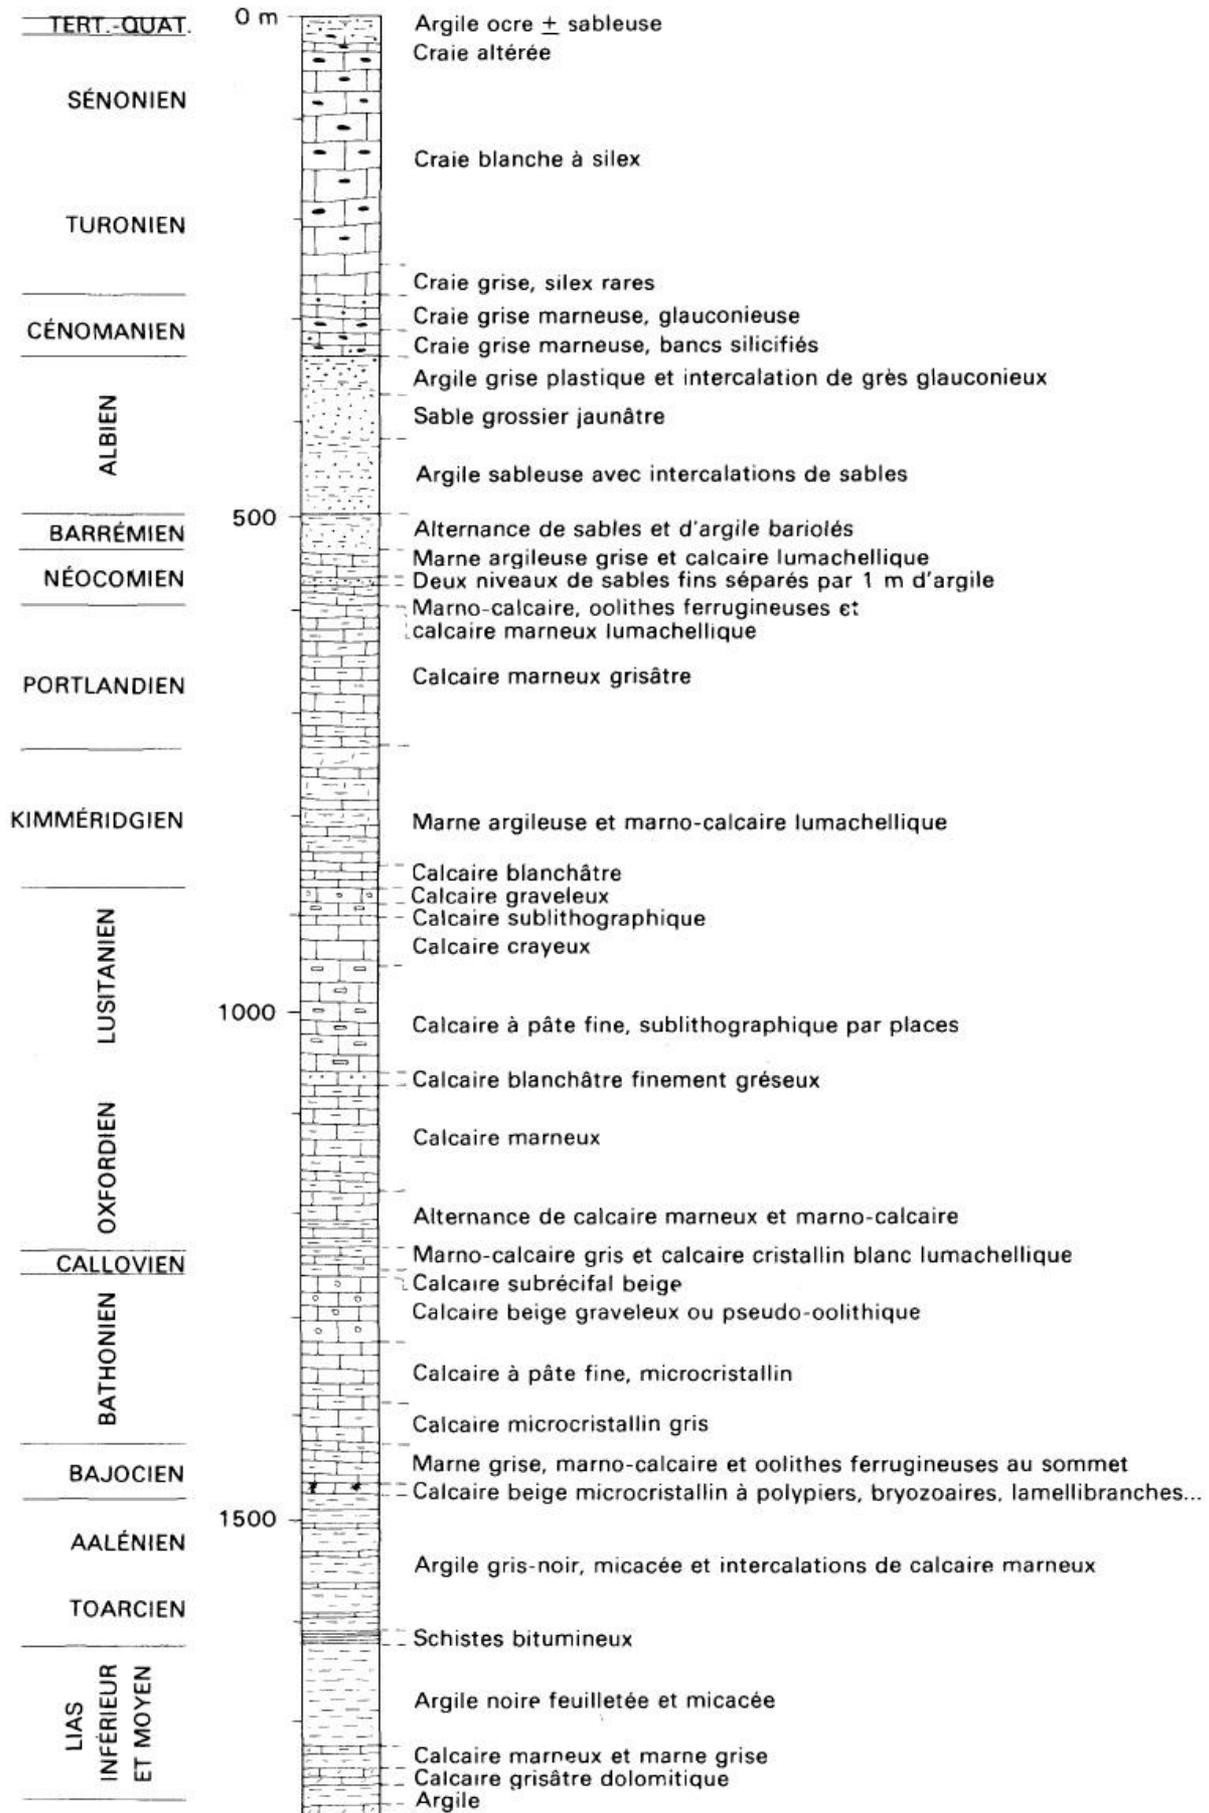 TERT.-QUAT.
0 m
Argile ocre ± sableuse
Craie altérée
SÉNONIEN
Craie blanche à silex
TURONIEN
Craie grise, silex rares
CÉNOMANIEN
Craie grise marneuse, glauconieuse
Craie grise marneuse, bancs silicifiés
ALBIEN
Argile grise plastique et intercalation de grès glauconieux
Sable grossier jaunâtre
Argile sableuse avec intercalations de sables
500
BARRÉMIEN
Alternance de sables et d'argile bariolés
NÉOCOMIEN
Marne argileuse grise et calcaire lumachellique
Deux niveaux de sables fins séparés par 1 m d'argile
Marno-calcaire, oolithes ferrugineuses et
calcaire marneux lumachellique
PORTLANDIEN
Calcaire marneux grisâtre
KIMMÉRIDGIEN
Marne argileuse et marno-calcaire lumachellique
Calcaire blanchâtre
LUSITANIEN
Calcaire graveleux
Calcaire sublithographique
Calcaire crayeux
1000
Calcaire à pâte fine, sublithographique par places
Calcaire blanchâtre finement gréseux
OXFORDIEN
Calcaire marneux
Alternance de calcaire marneux et marno-calcaire
CALLOVIEN
Marno-calcaire gris et calcaire cristallin blanc lumachellique
BATHONIEN
Calcaire subrécifal beige
Calcaire beige graveleux ou pseudo-oolithique
Calcaire à pâte fine, microcristallin
Calcaire microcristallin gris
BAJOCIEN
Marne grise, marno-calcaire et oolithes ferrugineuses au sommet
Calcaire beige microcristallin à polypiers, bryozoaires, lamellibranches...
1500
AALÉNIEN
Argile gris-noir, micacée et intercalations de calcaire marneux
TOARCIEN
Schistes bitumineux
LIAS
INFÉRIEUR
ET MOYEN
Argile noire feuilletée et micacée
Calcaire marneux et marne grise
Calcaire grisâtre dolomitique
Argile